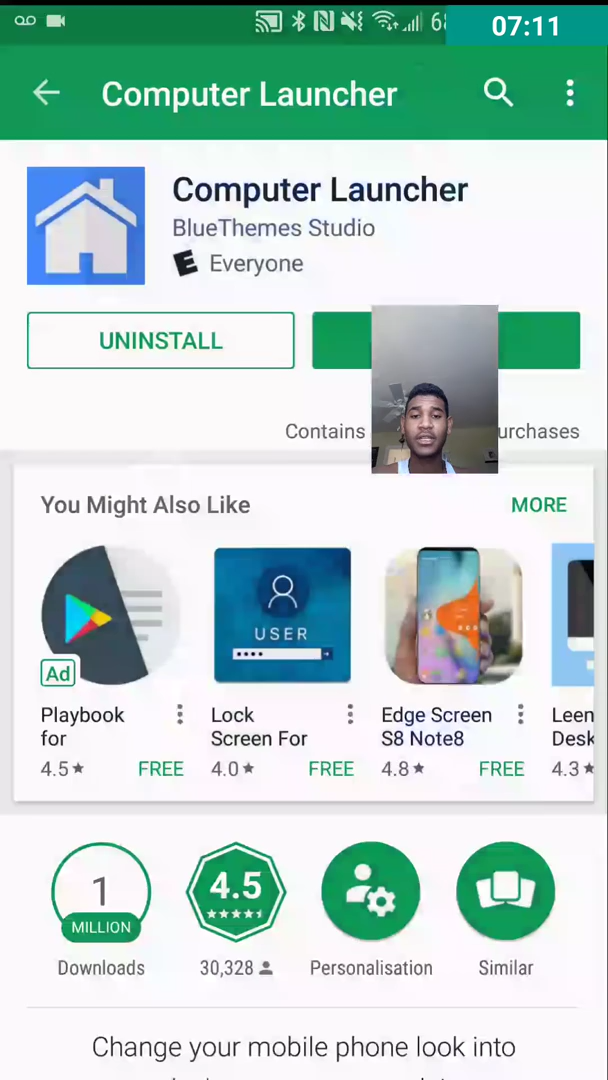 07:11
Computer Launcher
Computer Launcher
BlueThemes Studio
E Everyone
UNINSTALL
Contains urchases
You Might Also Like
MORE
USER
Ad
Playbook for
4.5★ FREE
Lock Screen For
4.0★ FREE
Edge Screen S8 Note8
4.8★ FREE
4.3★
1
MILLION
Downloads
4.5
30,328
Personalisation
Similar
Change your mobile phone look into